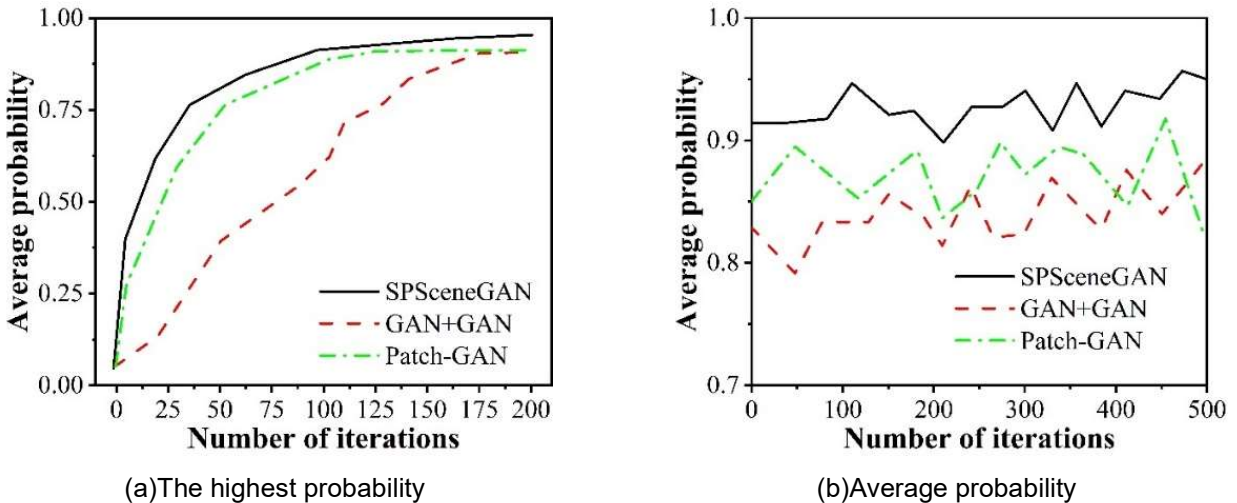 Average probability
1.00
0.75
0.50
0.25
0.00
SPSceneGAN
GAN+GAN
Patch-GAN
0 25 50 75 100 125 150 175 200
Number of iterations
(a)The highest probability
Average probability
1.0
0.9
0.8
0.7
SPSceneGAN
GAN+GAN
Patch-GAN
0 100 200 300 400 500
Number of iterations
(b)Average probability